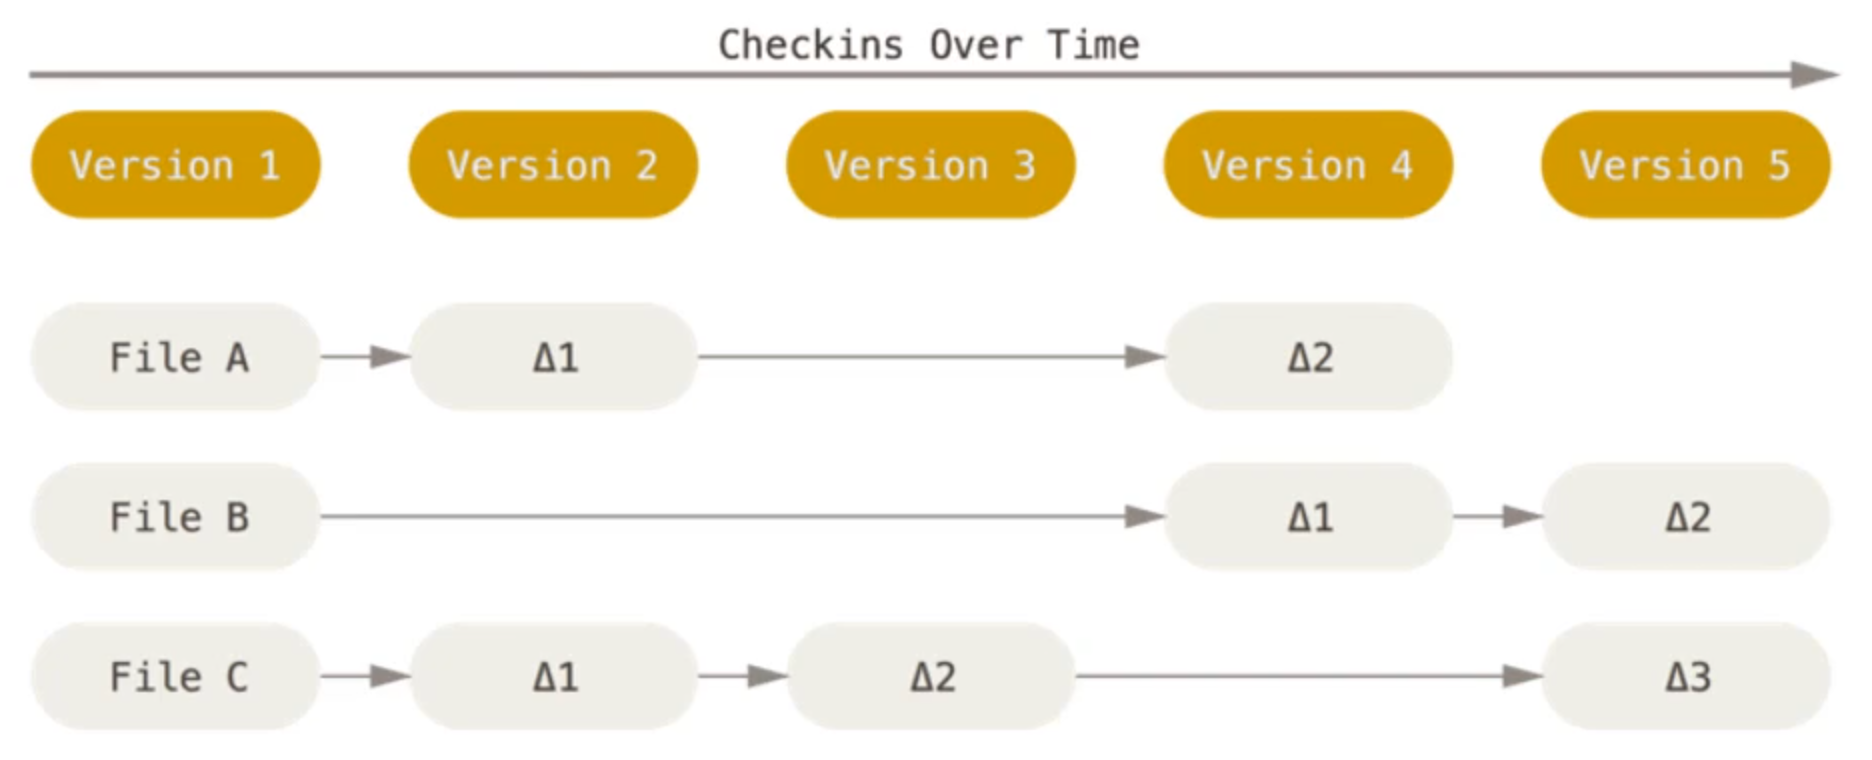 Checkins Over Time
Version 1 Version 2 Version 3 Version 4 Version 5
File A Δ1 Δ2
File B Δ1 Δ2
File C Δ1 Δ2 Δ3